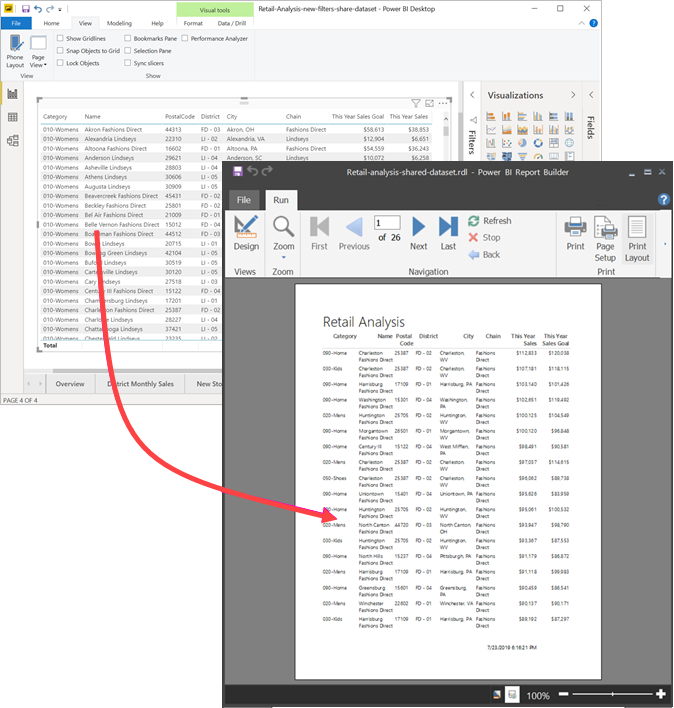 Visual tools
Retail-Analysis-new-filters-share-dataset - Power BI Desktop
File Home View Modeling Help Format Data / Drill
Show Gridlines Bookmarks Pane Performance Analyzer
Snap Objects to Grid Selection Pane
Lock Objects Sync slicers
Phone Layout
Page View
View Show
Category Name PostalCode District City Chain This Year Sales Goal This Year Sales
010-Womens Akron Fashions Direct 44313 FD - 03 Akron, OH Fashions Direct $58,613 $38,853
010-Womens Alexandria Lindseys 22310 LI - 02 Alexandria, VA Lindseys $12,904 $6,651
010-Womens Altoona Fashions Direct 16602 FD - 01 Altoona, PA Fashions Direct $54,559 $36,243
010-Womens Anderson Lindseys 29621 LI - 04 Anderson, SC Lindseys $10,072 $6,258
010-Womens Asheville Lindseys 28803 LI - 04
010-Womens Athens Lindseys 30606 LI - 05
010-Womens Augusta Lindseys 30909 LI - 05
010-Womens Beavercreek Fashions Direct 45431 FD - 02
010-Womens Beckley Fashions Direct 25801 FD - 02
010-Womens Bel Air Fashions Direct 21009 FD - 01
010-Womens Belle Vernon Fashions Direct 15012 FD - 04
010-Womens Fashions Direct 44512 FD - 03
010-Womens Lindseys 20715 LI - 01
010-Womens Green Lindseys 42104 LI - 05
010-Womens Lindseys 30519 LI - 05
010-Womens Lindseys 30120 LI - 05
010-Womens Cary Lindseys 27518 LI - 03
010-Womens III Fashions Direct 15122 FD - 04
010-Womens Lindseys 17201 LI - 01
010-Womens Charleston Fashions Direct 25387 FD - 02
010-Womens Charlotte Lindseys 28227 LI - 04
010-Womens Chattanooga Lindseys 37421 LI - 05
010-Womens Lindseys 23235 LI - 02
Total
Visualizations
Filters
Fields
Overview District Monthly Sales New Sto
PAGE 4 OF 4
Retail-analysis-shared-dataset.rdl - Power BI Report Builder
File Run
Design
Zoom
First Previous 1 of 26 Next Last
Refresh
Stop
Back
Print
Page Setup
Print Layout
Views Zoom Navigation Print
Retail Analysis
Category Name Postal Code District City Chain This Year Sales This Year Sales Goal
090-Home Charleston Fashions Direct 25387 FD - 02 Charleston, WV Fashions Direct $112,833 $120,038
030-Kids Charleston Fashions Direct 25387 FD - 02 Charleston, WV Fashions Direct $107,181 $118,115
090-Home Harrisburg Fashions Direct 17109 FD - 01 Harrisburg, PA Fashions Direct $103,140 $101,426
090-Home Washington Fashions Direct 15301 FD - 04 Washington, PA Fashions Direct $102,651 $119,492
020-Mens Huntington Fashions Direct 25705 FD - 02 Huntington, WV Fashions Direct $100,125 $104,549
090-Home Morgantown Fashions Direct 26501 FD - 01 Morgantown, WV Fashions Direct $100,120 $96,848
090-Home Century III Fashions Direct 15122 FD - 04 West Mifflen, PA Fashions Direct $98,491 $90,581
020-Mens Charleston Fashions Direct 25387 FD - 02 Charleston, WV Fashions Direct $97,037 $114,615
050-Shoes Charleston Fashions Direct 25387 FD - 02 Charleston, WV Fashions Direct $96,062 $89,738
090-Home Uniontown Fashions Direct 15401 FD - 04 Uniontown, PA Fashions Direct $95,826 $83,959
090-Home Huntington Fashions Direct 25705 FD - 02 Huntington, WV Fashions Direct $95,061 $100,532
020-Mens North Canton Fashions Direct 44720 FD - 03 North Canton, OH Fashions Direct $93,947 $98,790
030-Kids Huntington Fashions Direct 25705 FD - 02 Huntington, WV Fashions Direct $93,367 $87,553
090-Home North Hills Fashions Direct 15237 FD - 04 Pittsburgh, PA Fashions Direct $91,179 $86,872
020-Mens Harrisburg Fashions Direct 17109 FD - 01 Harrisburg, PA Fashions Direct $91,118 $99,983
090-Home Greensburg Fashions Direct 15601 FD - 04 Greensburg, PA Fashions Direct $90,459 $86,541
020-Mens Winchester Fashions Direct 22602 FD - 01 Winchester, VA Fashions Direct $90,137 $90,171
030-Kids Harrisburg Fashions Direct 17109 FD - 01 Harrisburg, PA Fashions Direct $89,192 $87,297
7/23/2019 6:16:21 PM
100%